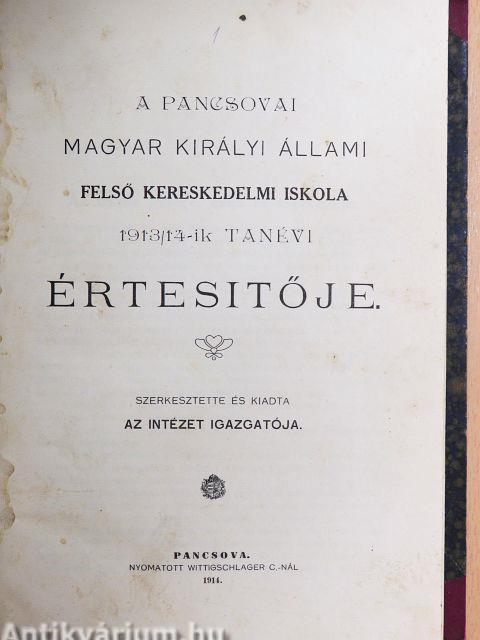 1
A PANCSOVAI
MAGYAR KIRÁLYI ÁLLAMI
FELSŐ KERESKEDELMI ISKOLA
1913/14-ik TANÉVI
ÉRTESITŐJE.
SZERKESZTETTE ÉS KIADTA
AZ INTÉZET IGAZGATÓJA.
PANCSOVA.
NYOMATOTT WITTIGSCHLAGER C.-NÁL
1914.
Antikvárium.hu